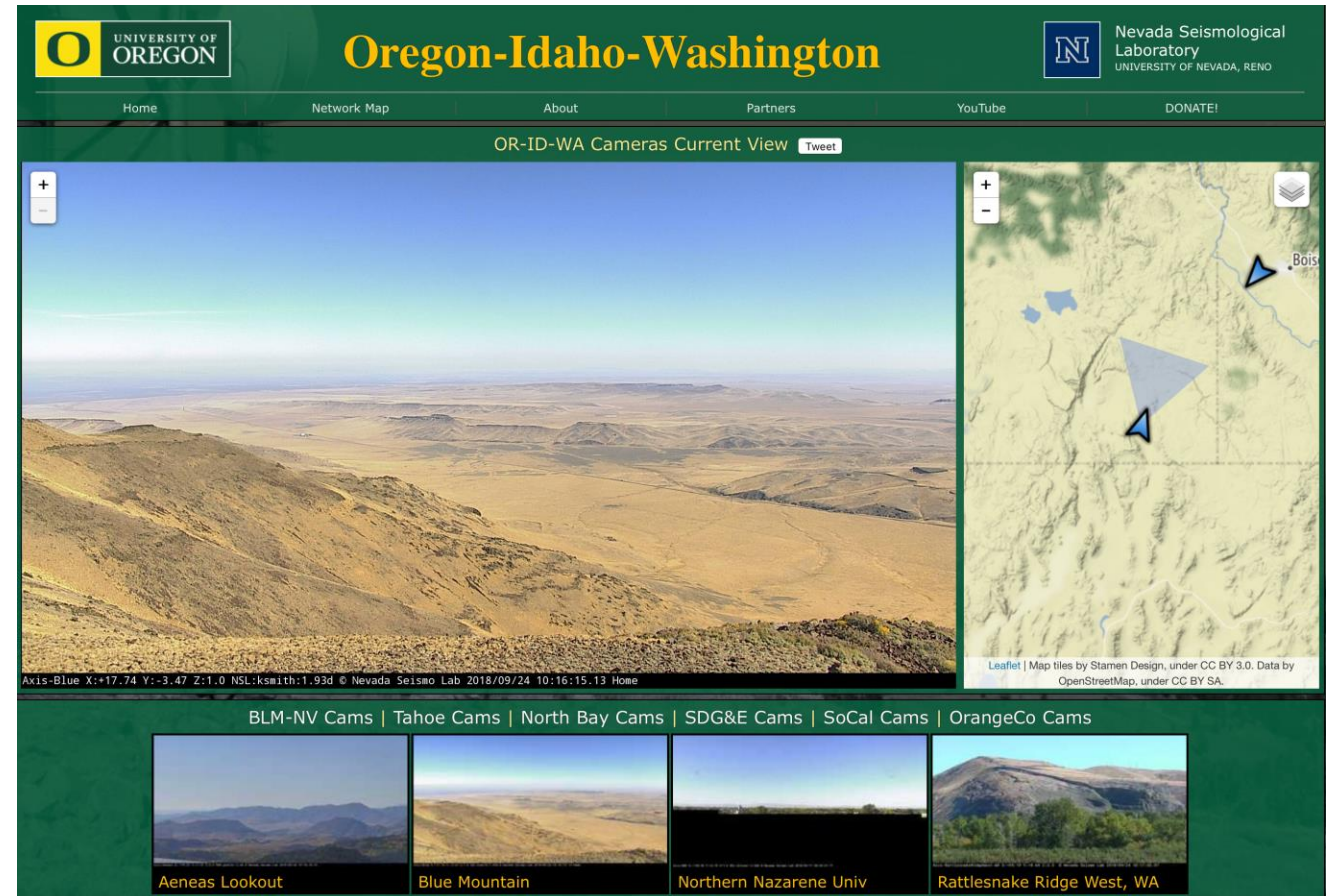 O
UNIVERSITY OF
OREGON
Oregon-Idaho-Washington
N
Nevada Seismological
Laboratory
UNIVERSITY OF NEVADA, RENO
Home
Network Map
About
Partners
YouTube
DONATE!
OR-ID-WA Cameras Current View
Tweet
+
−
+
−
Bois
Axis-Blue X:+17.74 Y:-3.47 Z:1.0 NSL:ksmith:1.93d © Nevada Seismo Lab 2018/09/24 10:16:15.13 Home
Leaflet | Map tiles by Stamen Design, under CC BY 3.0. Data by
OpenStreetMap, under CC BY SA.
BLM-NV Cams | Tahoe Cams | North Bay Cams | SDG&E Cams | SoCal Cams | OrangeCo Cams
Aeneas Lookout
Blue Mountain
Northern Nazarene Univ
Rattlesnake Ridge West, WA